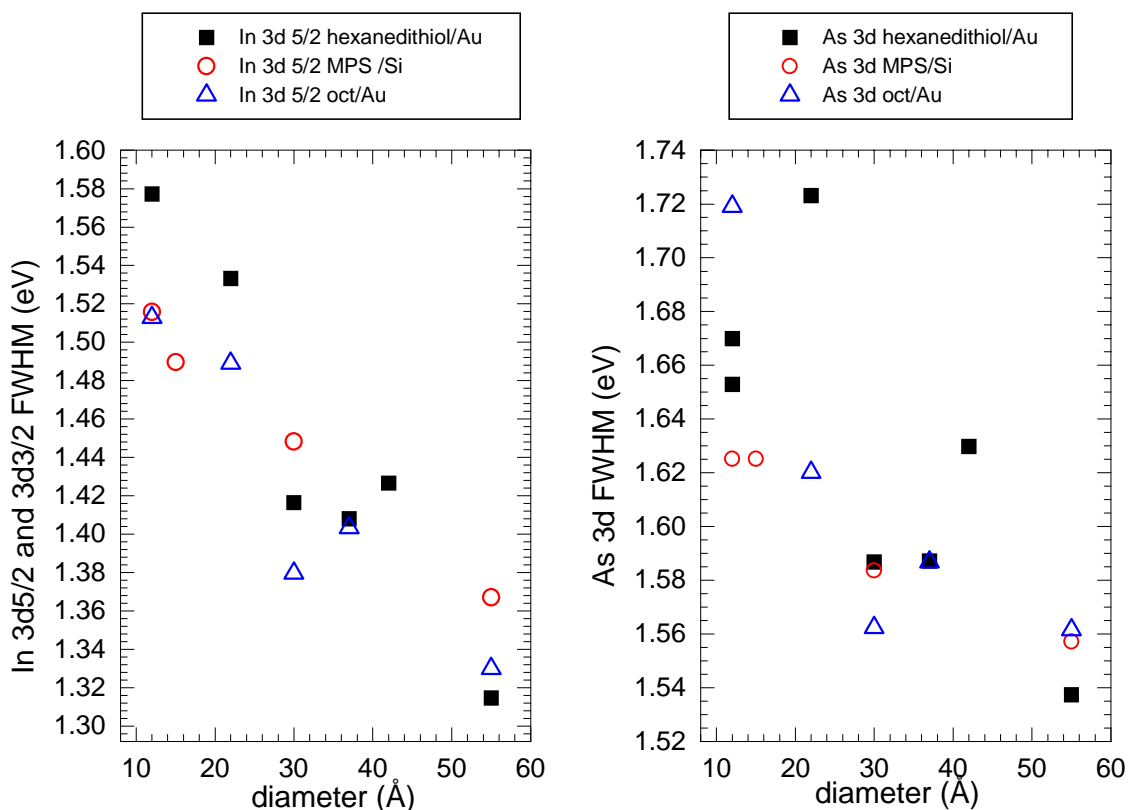 In 3d 5/2 hexanedithiol/Au
In 3d 5/2 MPS /Si
In 3d 5/2 oct/Au
In 3d5/2 and 3d3/2 FWHM (eV)
1.60
1.58
1.56
1.54
1.52
1.50
1.48
1.46
1.44
1.42
1.40
1.38
1.36
1.34
1.32
1.30
10 20 30 40 50 60
diameter (Å)
As 3d hexanedithiol/Au
As 3d MPS/Si
As 3d oct/Au
As 3d FWHM (eV)
1.74
1.72
1.70
1.68
1.66
1.64
1.62
1.60
1.58
1.56
1.54
1.52
10 20 30 40 50 60
diameter (Å)